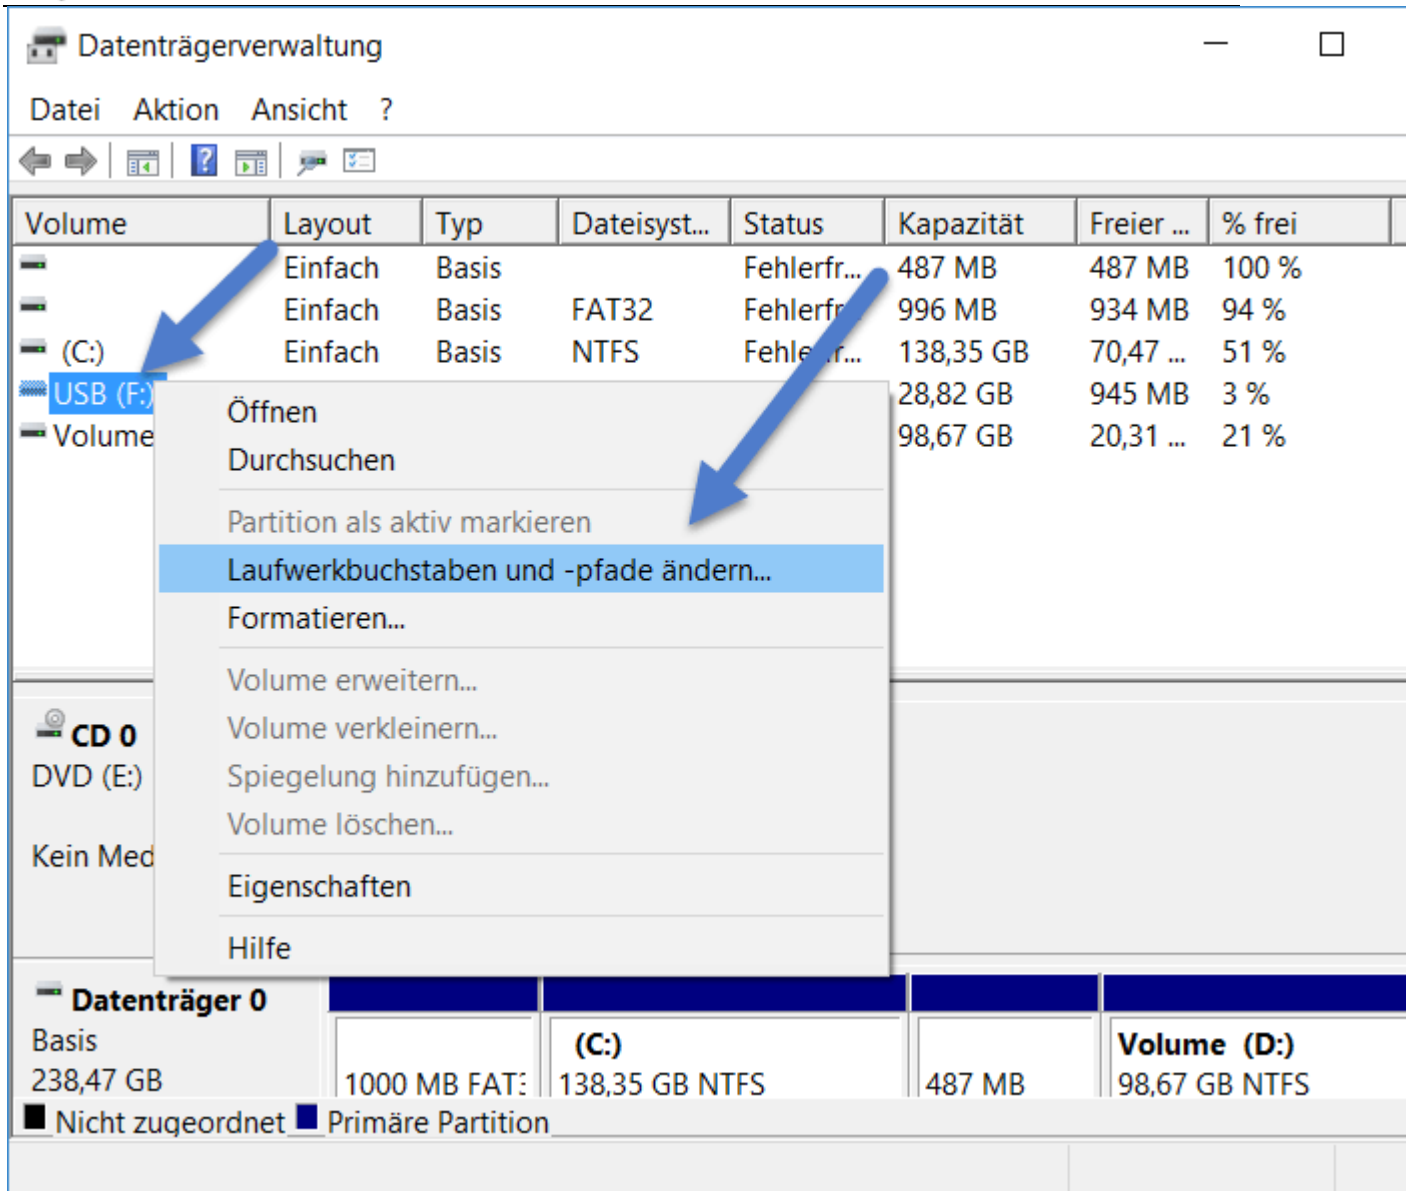 Datenträgerverwaltung
Datei Aktion Ansicht ?
Volume Layout Typ Dateisyst... Status Kapazität Freier ... % frei
Einfach Basis Fehlerfr... 487 MB 487 MB 100 %
Einfach Basis FAT32 Fehlerfr... 996 MB 934 MB 94 %
(C:) Einfach Basis NTFS Fehlerfr... 138,35 GB 70,47 ... 51 %
USB (F:) 28,82 GB 945 MB 3 %
Volume 98,67 GB 20,31 ... 21 %
Öffnen
Durchsuchen
Partition als aktiv markieren
Laufwerkbuchstaben und -pfade ändern...
Formatieren...
Volume erweitern...
Volume verkleinern...
Spiegelung hinzufügen...
Volume löschen...
Eigenschaften
Hilfe
CD 0
DVD (E:)
Kein Med
Datenträger 0
Basis
238,47 GB
1000 MB FAT3
(C:)
138,35 GB NTFS
487 MB
Volume (D:)
98,67 GB NTFS
Nicht zugeordnet Primäre Partition